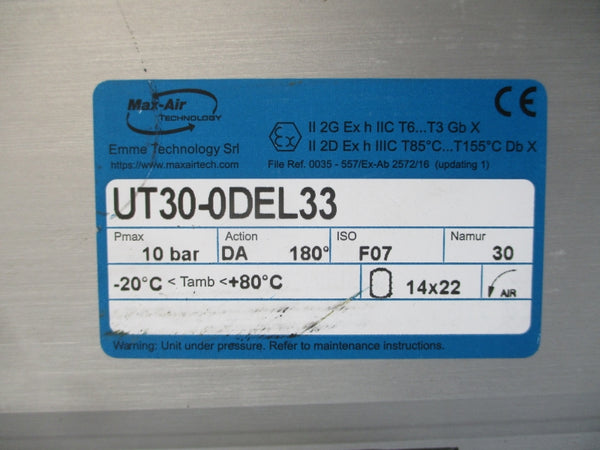 Max-Air
TECHNOLOGY
Emme Technology Srl
https://www.maxairtech.com
CE
Ex
II 2G Ex h IIC T6...T3 Gb X
II 2D Ex h IIIC T85°C...T155°C Db X
File Ref. 0035 - 557/Ex-Ab 2572/16 (updating 1)
UT30-0DEL33
Pmax Action ISO Namur
10 bar DA 180° F07 30
-20°C < Tamb < +80°C 14x22 AIR
Warning: Unit under pressure. Refer to maintenance instructions.